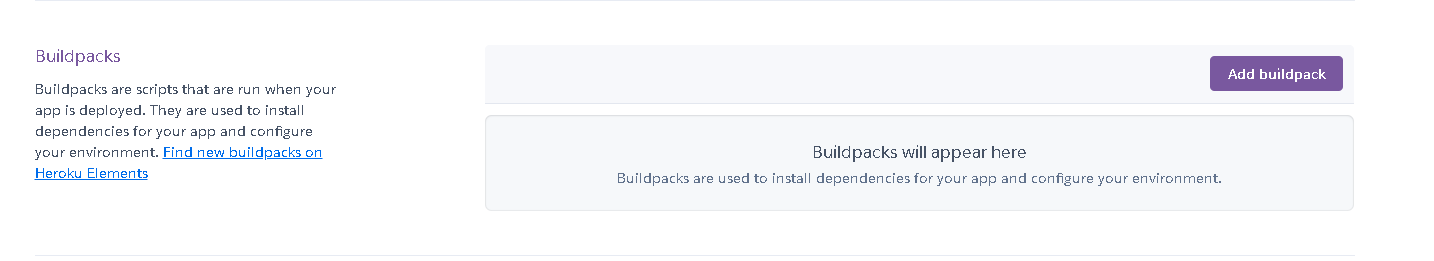 Buildpacks
Buildpacks are scripts that are run when your
app is deployed. They are used to install
dependencies for your app and configure
your environment. Find new buildpacks on
Heroku Elements
Add buildpack
Buildpacks will appear here
Buildpacks are used to install dependencies for your app and configure your environment.